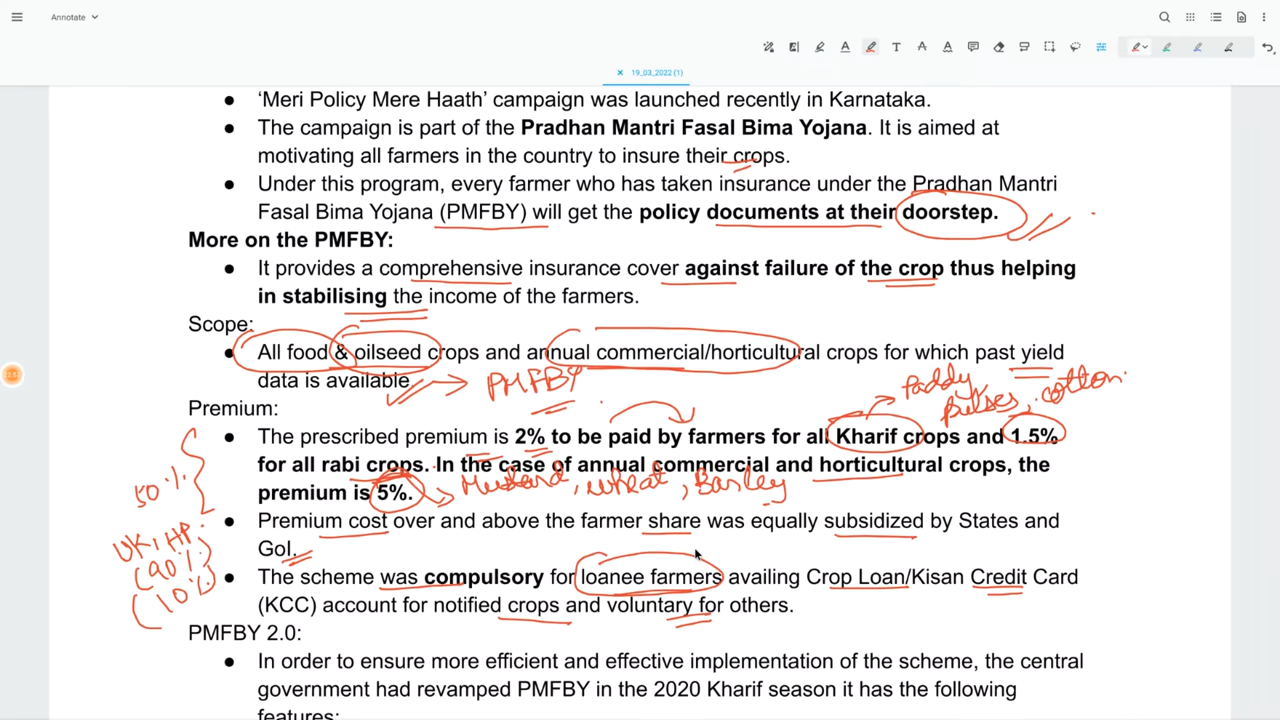 Annotate
19_03_2022 (1)
● ‘Meri Policy Mere Haath’ campaign was launched recently in Karnataka.
● The campaign is part of the Pradhan Mantri Fasal Bima Yojana. It is aimed at
motivating all farmers in the country to insure their crops.
● Under this program, every farmer who has taken insurance under the Pradhan Mantri
Fasal Bima Yojana (PMFBY) will get the policy documents at their doorstep.
More on the PMFBY:
● It provides a comprehensive insurance cover against failure of the crop thus helping
in stabilising the income of the farmers.
Scope:
● All food & oilseed crops and annual commercial/horticultural crops for which past yield
data is available.
PMFBY
Paddy
Pulses, cotton.
Premium:
● The prescribed premium is 2% to be paid by farmers for all Kharif crops and 1.5%
for all rabi crops. In the case of annual commercial and horticultural crops, the
premium is 5%.
Mustard, wheat, Barley
50%
● Premium cost over and above the farmer share was equally subsidized by States and
GoI.
UK, HP
(90%)
(10%)
● The scheme was compulsory for loanee farmers availing Crop Loan/Kisan Credit Card
(KCC) account for notified crops and voluntary for others.
PMFBY 2.0:
● In order to ensure more efficient and effective implementation of the scheme, the central
government had revamped PMFBY in the 2020 Kharif season it has the following
features: